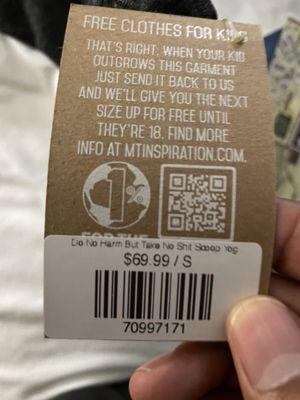 FREE CLOTHES FOR KIDS
THAT'S RIGHT, WHEN YOUR KID
OUTGROWS THIS GARMENT
JUST SEND IT BACK TO US
AND WE'LL GIVE YOU THE NEXT
SIZE UP FOR FREE UNTIL
THEY'RE 18. FIND MORE
INFO AT MTINSPIRATION.COM.
1%
FOR THE
Do No Harm But Take No Shit Scoop Yog
$69.99 / S
70997171